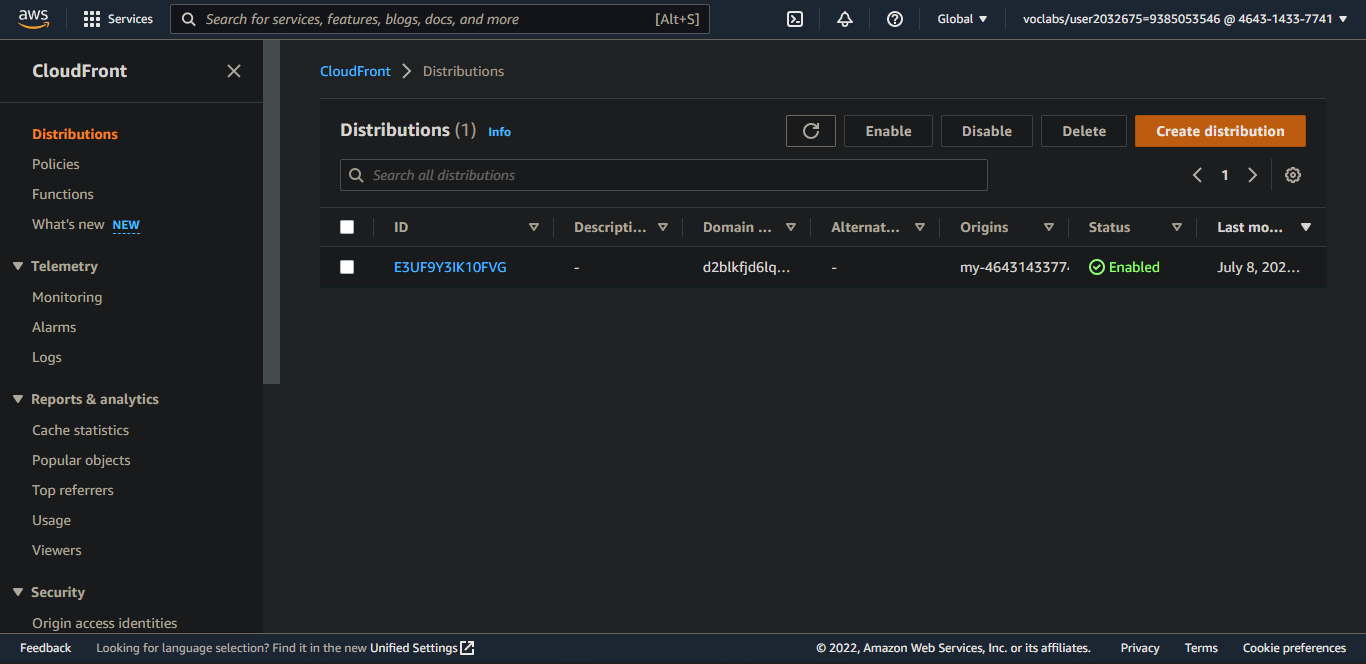 aws
Services
Search for services, features, blogs, docs, and more
[Alt+S]
Global
voclabs/user2032675=9385053546 @ 4643-1433-7741
CloudFront
Distributions
Policies
Functions
What's new NEW
Telemetry
Monitoring
Alarms
Logs
Reports & analytics
Cache statistics
Popular objects
Top referrers
Usage
Viewers
Security
Origin access identities
CloudFront
Distributions
Distributions (1) Info
Enable
Disable
Delete
Create distribution
Search all distributions
1
ID
Descripti...
Domain ...
Alternat...
Origins
Status
Last mo...
E3UF9Y3IK10FVG
-
d2blkfjd6lq...
-
my-46431433774
Enabled
July 8, 202...
Feedback
Looking for language selection? Find it in the new Unified Settings
© 2022, Amazon Web Services, Inc. or its affiliates.
Privacy
Terms
Cookie preferences